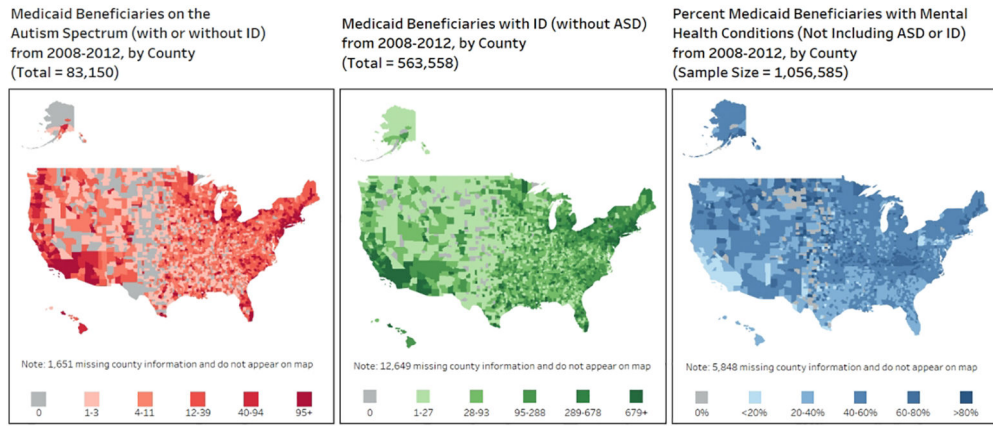 Medicaid Beneficiaries on the
Autism Spectrum (with or without ID)
from 2008-2012, by County
(Total = 83,150)
Medicaid Beneficiaries with ID (without ASD)
from 2008-2012, by County
(Total = 563,558)
Percent Medicaid Beneficiaries with Mental
Health Conditions (Not Including ASD or ID)
from 2008-2012, by County
(Sample Size = 1,056,585)
Note: 1,651 missing county information and do not appear on map
0 1-3 4-11 12-39 40-94 95+
Note: 12,649 missing county information and do not appear on map
0 1-27 28-93 95-288 289-678 679+
Note: 5,848 missing county information and do not appear on map
0% <20% 20-40% 40-60% 60-80% >80%